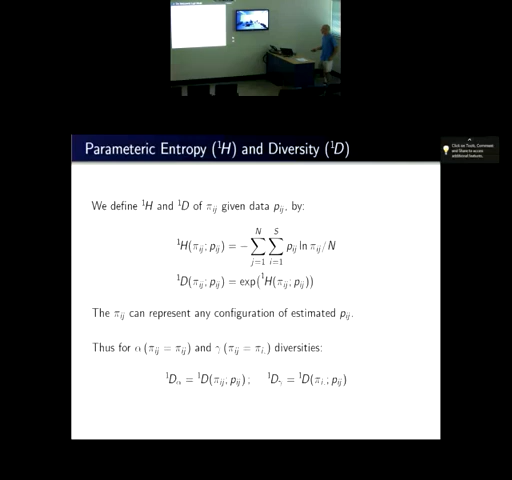 Parameteric Entropy (¹H) and Diversity (¹D)
Click on Tools, Comment
and Share to access
additional features.
We define ¹H and ¹D of π_ij given data p_ij, by:
¹H(π_ij; p_ij) = − ∑_{j=1}^{N} ∑_{i=1}^{S} p_ij ln π_ij/N
¹D(π_ij; p_ij) = exp(¹H(π_ij; p_ij))
The π_ij can represent any configuration of estimated p_ij.
Thus for α (π_ij = π_ij) and γ (π_ij = π_i.) diversities:
¹D_α = ¹D(π_ij; p_ij); ¹D_γ = ¹D(π_i.; p_ij)